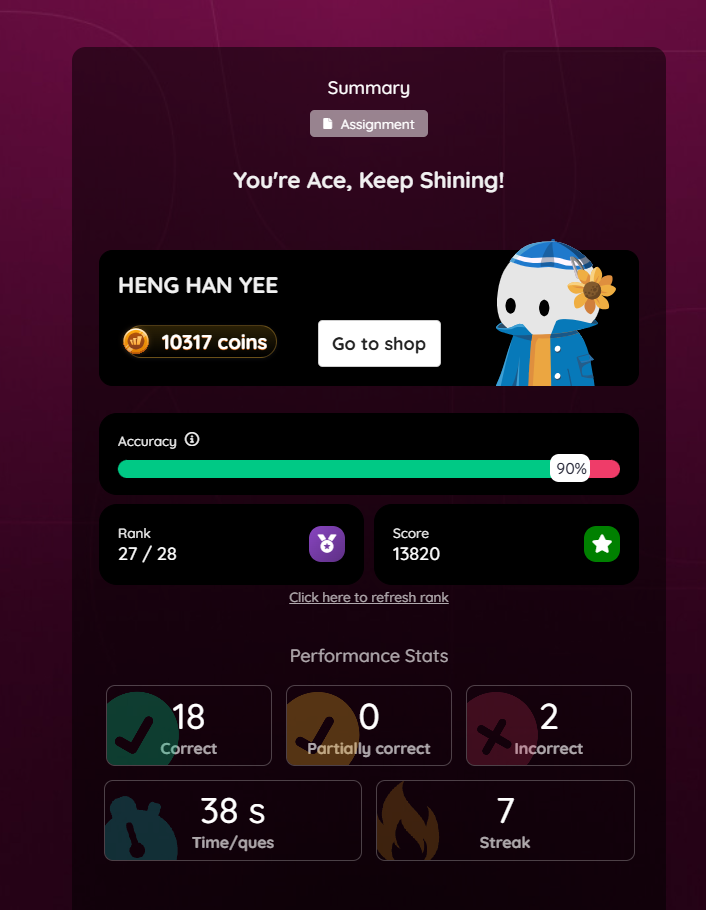 Summary
Assignment
You're Ace, Keep Shining!
HENG HAN YEE
10317 coins
Go to shop
Accuracy
90%
Rank
27 / 28
Score
13820
Click here to refresh rank
Performance Stats
18
Correct
0
Partially correct
2
Incorrect
38 s
Time/ques
7
Streak